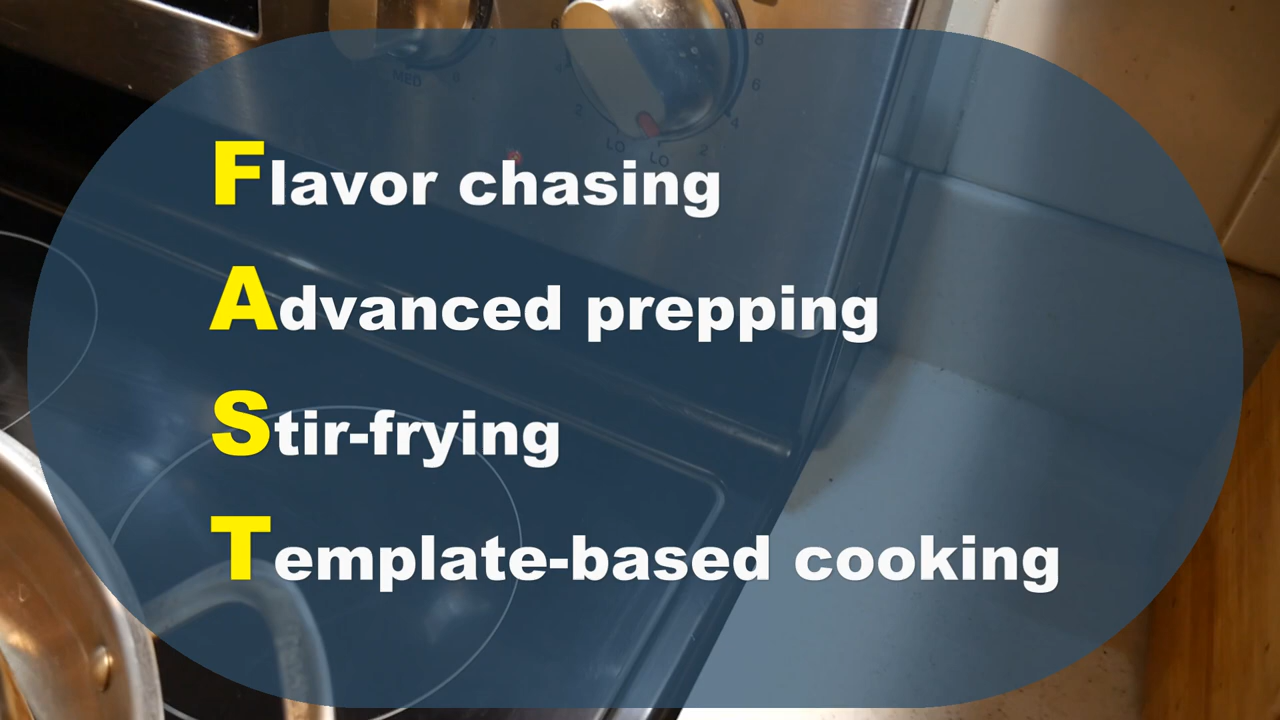 Flavor chasing
Advanced prepping
Stir-frying
Template-based cooking